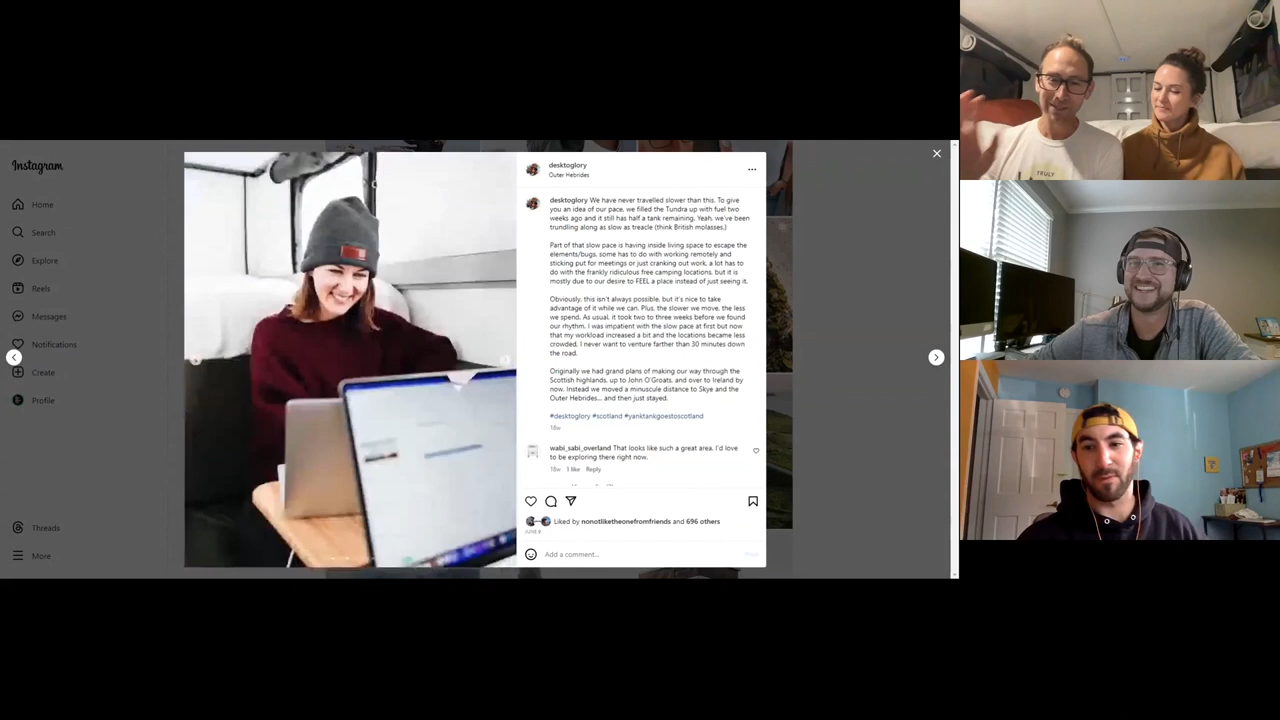 Instagram
Home
Search
Explore
Reels
Messages
Notifications
Create
Profile
Threads
More
desktoglory
Outer Hebrides
desktoglory We have never travelled slower than this. To give
you an idea of our pace, we filled the Tundra up with fuel two
weeks ago and it still has half a tank remaining. Yeah, we've been
trundling along as slow as treacle (think British molasses.)
Part of that slow pace is having inside living space to escape the
elements/bugs, some has to do with working remotely and
sticking put for meetings or just cranking out work, a lot has to
do with the frankly ridiculous free camping locations, but it is
mostly due to our desire to FEEL a place instead of just seeing it.
Obviously, this isn't always possible, but it's nice to take
advantage of it while we can. Plus, the slower we move, the less
we spend. As usual, it took two to three weeks before we found
our rhythm. I was impatient with the slow pace at first but now
that my workload increased a bit and the locations became less
crowded, I never want to venture farther than 30 minutes down
the road.
Originally we had grand plans of making our way through the
Scottish highlands, up to John O'Groats, and over to Ireland by
now. Instead we moved a minuscule distance to Skye and the
Outer Hebrides... and then just stayed.
#desktoglory #scotland #yanktankgoestoscotland
18w
wabi_sabi_overland That looks like such a great area. I'd love
to be exploring there right now.
18w 1 like Reply
Liked by nonotliketheonefromfriends and 696 others
JUNE 8
Add a comment...
Post
TRULY